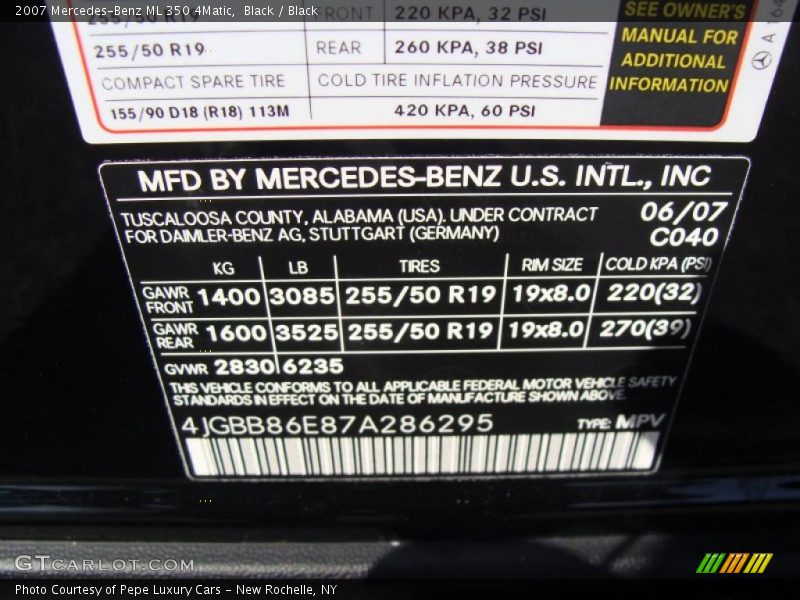 2007 Mercedes-Benz ML 350 4Matic,  Black / Black
255/50 R19 FRONT 220 KPA, 32 PSI
255/50 R19 REAR 260 KPA, 38 PSI
COMPACT SPARE TIRE COLD TIRE INFLATION PRESSURE
155/90 D18 (R18) 113M 420 KPA, 60 PSI
SEE OWNER'S
MANUAL FOR
ADDITIONAL
INFORMATION
MFD BY MERCEDES-BENZ U.S. INTL., INC
TUSCALOOSA COUNTY, ALABAMA (USA). UNDER CONTRACT 06/07
FOR DAIMLER-BENZ AG, STUTTGART (GERMANY) C040
KG LB TIRES RIM SIZE COLD KPA (PSI)
GAWR FRONT 1400 3085 255/50 R19 19x8.0 220(32)
GAWR REAR 1600 3525 255/50 R19 19x8.0 270(39)
GVWR 2830 6235
THIS VEHICLE CONFORMS TO ALL APPLICABLE FEDERAL MOTOR VEHICLE SAFETY
STANDARDS IN EFFECT ON THE DATE OF MANUFACTURE SHOWN ABOVE.
4JGBB86E87A286295 TYPE: MPV
GTCARLOT.COM
Photo Courtesy of Pepe Luxury Cars - New Rochelle, NY